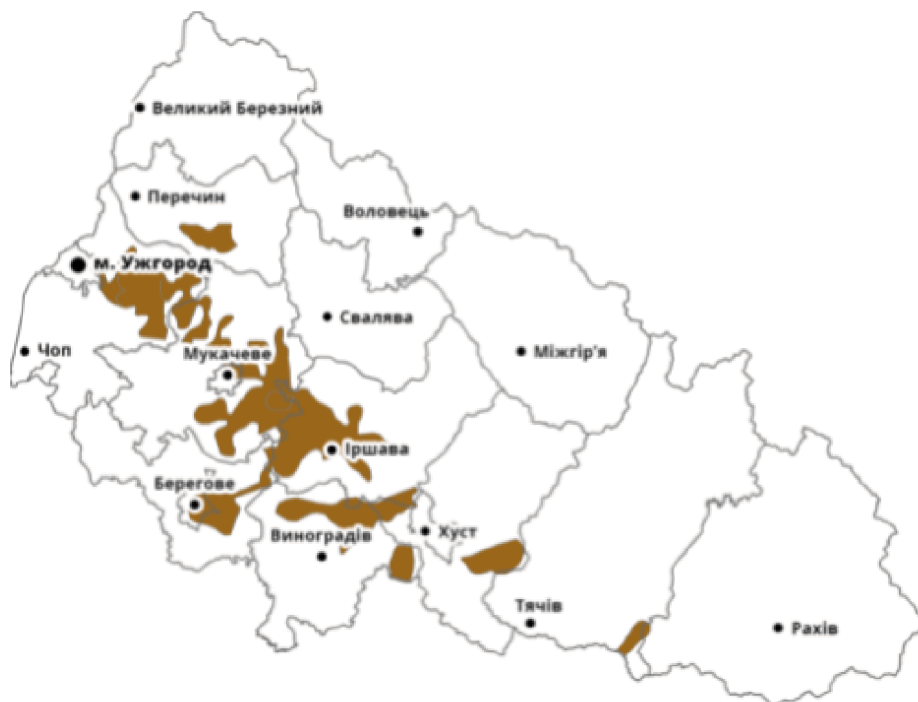 Великий Березний
Перечин
Воловець
м. Ужгород
Свалява
Чоп
Мукачеве
Міжгір'я
Іршава
Берегове
Виноградів
Хуст
Тячів
Рахів